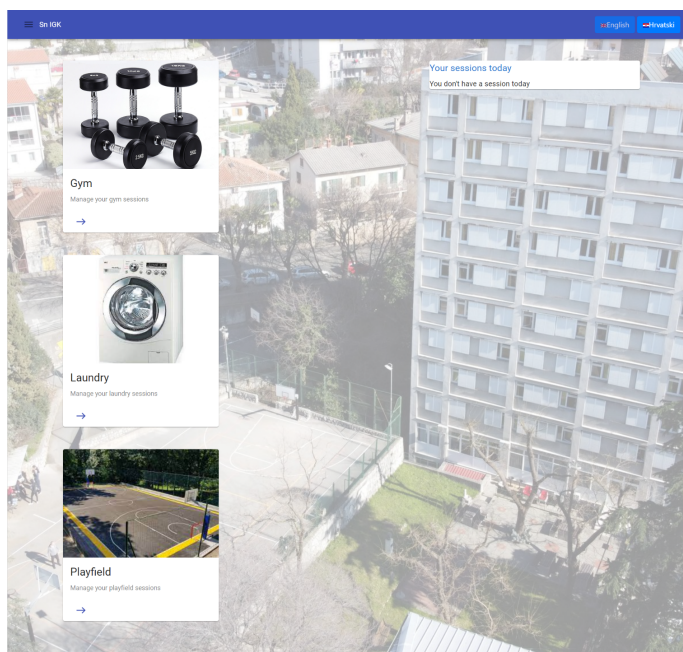 Sn IGK
English
Hrvatski
Gym
Manage your gym sessions
Laundry
Manage your laundry sessions
Playfield
Manage your playfield sessions
Your sessions today
You don't have a session today